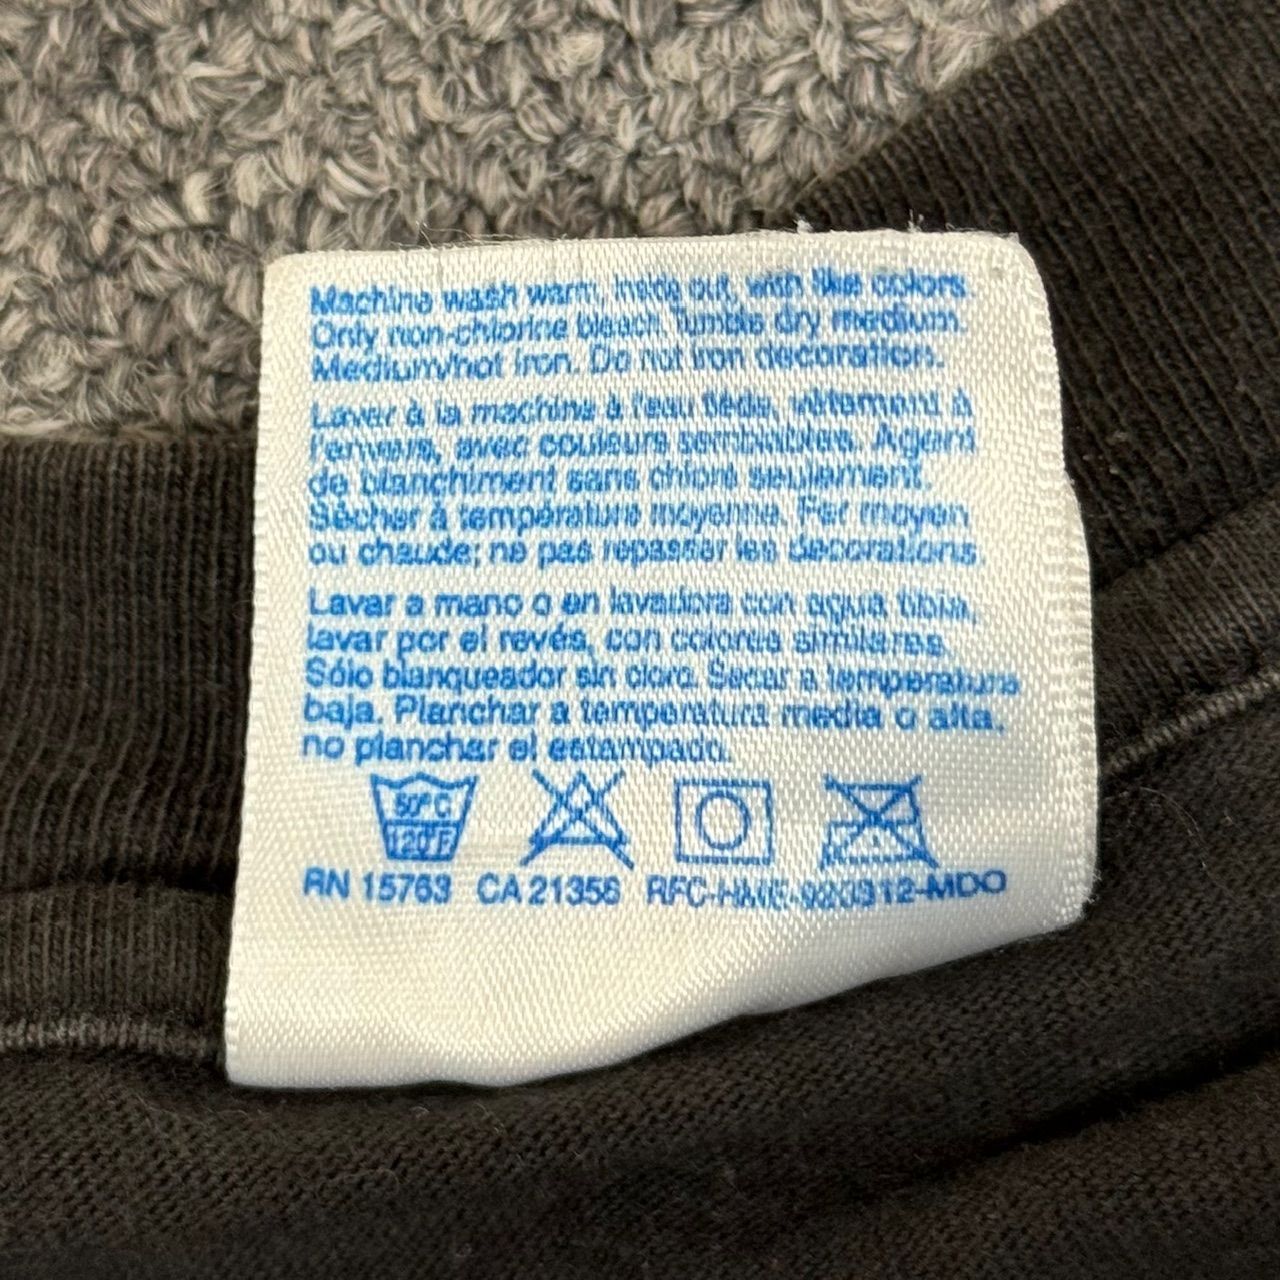 Machine wash warm, inside out, with like colors.
Only non-chlorine bleach. Tumble dry medium.
Medium/hot iron. Do not iron decoration.
Laver à la machine à l'eau tiède, vêtement à
l'envers, avec couleurs semblables. Agent
de blanchiment sans chlore seulement.
Sécher à température moyenne. Fer moyen
ou chaude; ne pas repasser les decorations
Lavar a mano o en lavadora con agua tibia,
lavar por el revés, con colores similares.
Sólo blanqueador sin cloro. Secar a temperatura
baja. Planchar a temperatura media o alta,
no planchar el estampado.
50°C
120°F
RN 15763 CA 21356